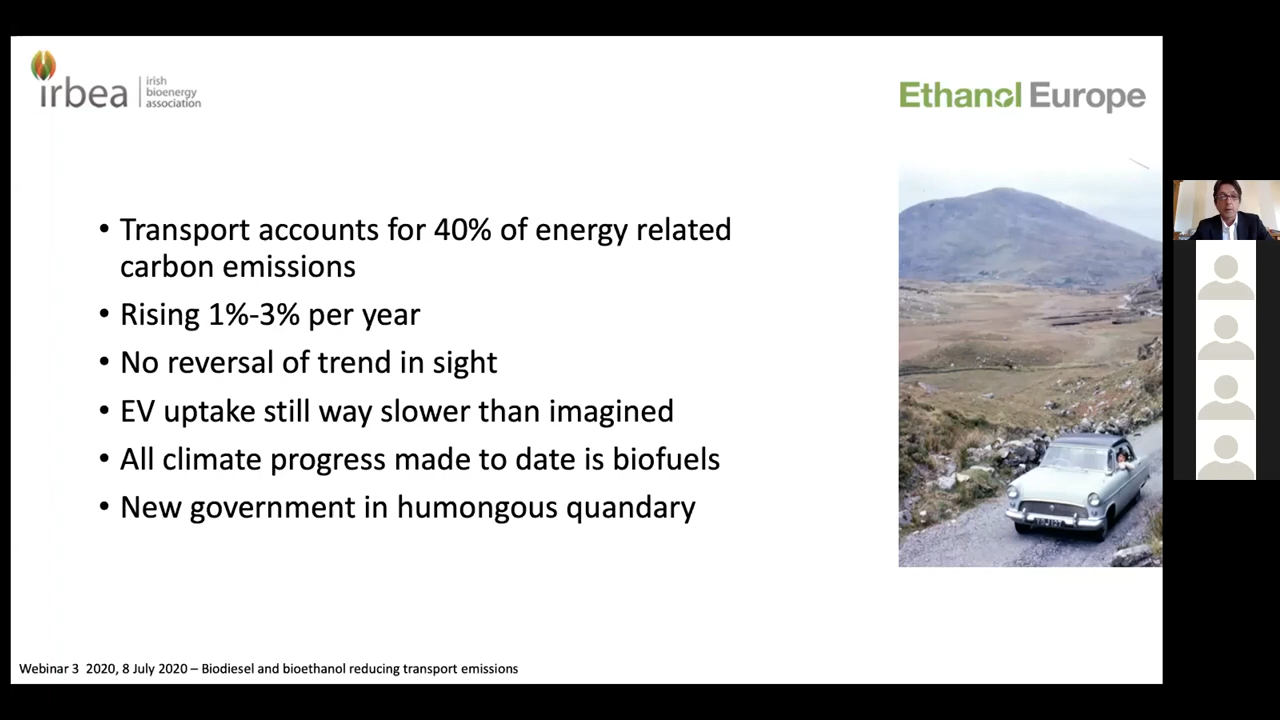 irbea
irish
bioenergy
association
Ethanol Europe
• Transport accounts for 40% of energy related
carbon emissions
• Rising 1%-3% per year
• No reversal of trend in sight
• EV uptake still way slower than imagined
• All climate progress made to date is biofuels
• New government in humongous quandary
Webinar 3 2020, 8 July 2020 – Biodiesel and bioethanol reducing transport emissions